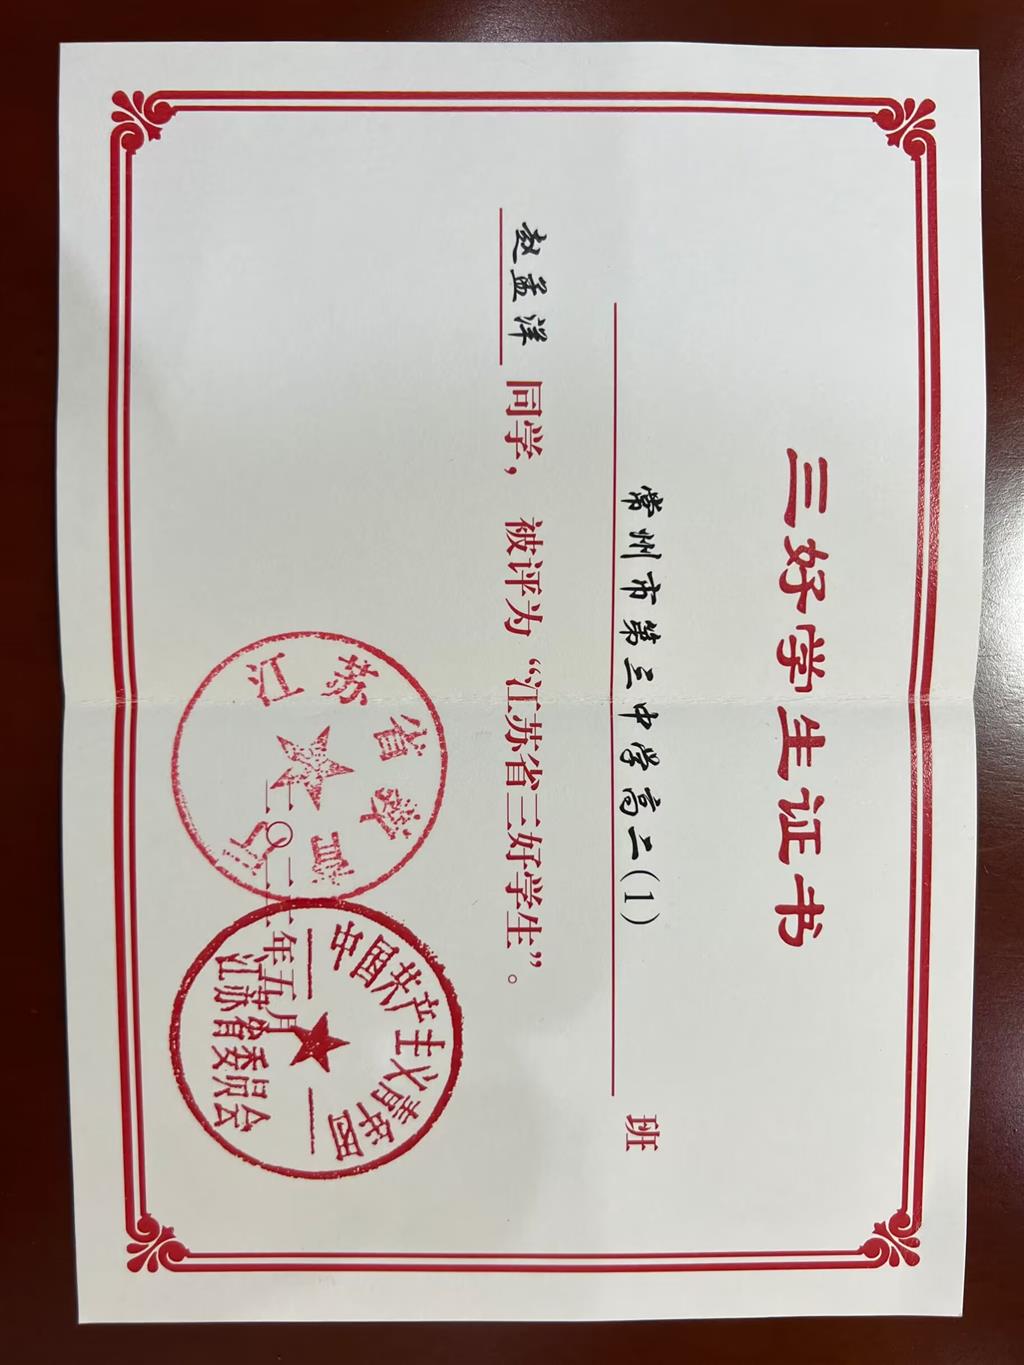 三好学生证书
常州市第三中学高二(1)班
赵孟洋同学，被评为“江苏省三好学生”。
江苏省教育厅
中国共产主义青年团
江苏省委员会
二〇一一年五月